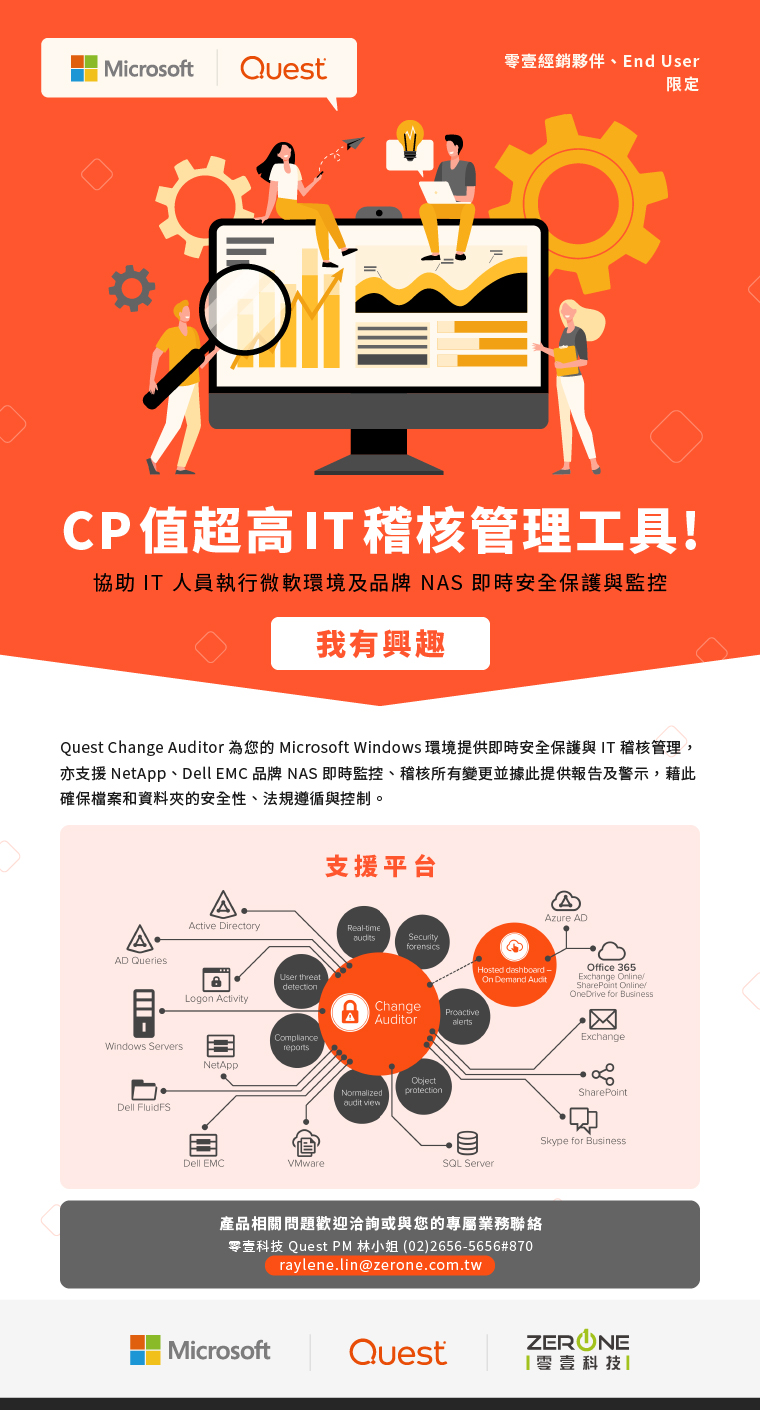 Microsoft
Quest
零壹經銷夥伴、End User
限定
CP值超高IT稽核管理工具!
協助 IT 人員執行微軟環境及品牌 NAS 即時安全保護與監控
我有興趣
Quest Change Auditor 為您的 Microsoft Windows 環境提供即時安全保護與 IT 稽核管理，
亦支援 NetApp、Dell EMC 品牌 NAS 即時監控、稽核所有變更並據此提供報告及警示，藉此
確保檔案和資料夾的安全性、法規遵循與控制。
支援平台
Active Directory
AD Queries
Logon Activity
Windows Servers
NetApp
Dell FluidFS
Dell EMC
VMware
Real-time
audits
Security
forensics
User threat
detection
Change
Auditor
Compliance
reports
Proactive
alerts
Normalized
audit view
Object
protection
Hosted dashboard –
On Demand Audit
Azure AD
Office 365
Exchange Online/
SharePoint Online/
OneDrive for Business
Exchange
SharePoint
Skype for Business
SQL Server
產品相關問題歡迎洽詢或與您的專屬業務聯絡
零壹科技 Quest PM 林小姐 (02)2656-5656#870
raylene.lin@zerone.com.tw
Microsoft
Quest
ZERONE
零壹科技